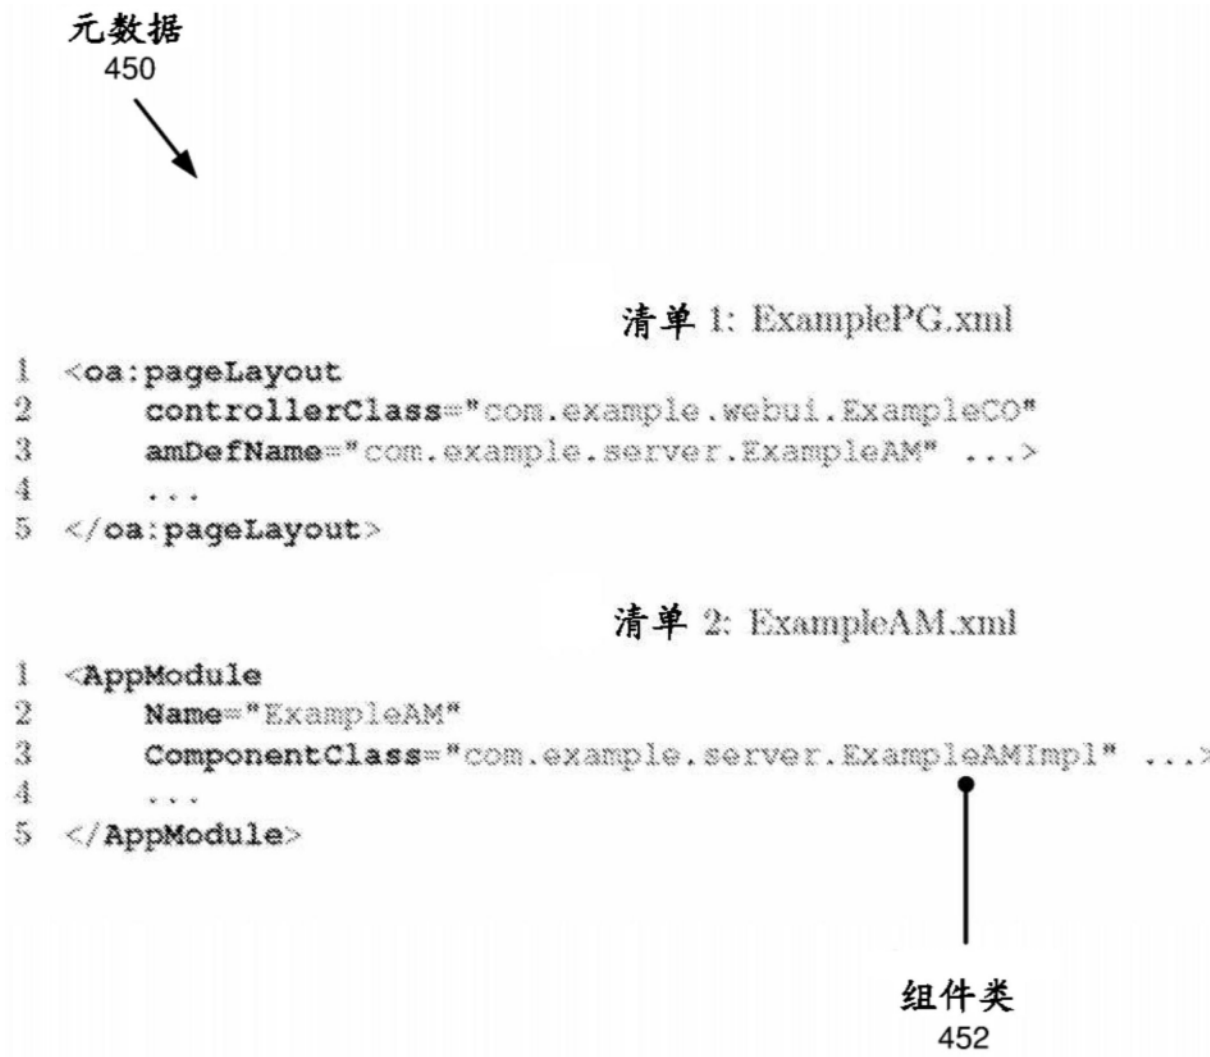 元数据
450
清单 1: ExamplePG.xml
1 <oa:pageLayout
2 controllerClass="com.example.webui.ExampleCO"
3 amDefName="com.example.server.ExampleAM" ...>
4 ...
5 </oa:pageLayout>
清单 2: ExampleAM.xml
1 <AppModule
2 Name="ExampleAM"
3 ComponentClass="com.example.server.ExampleAMImpl" ...>
4 ...
5 </AppModule>
组件类
452